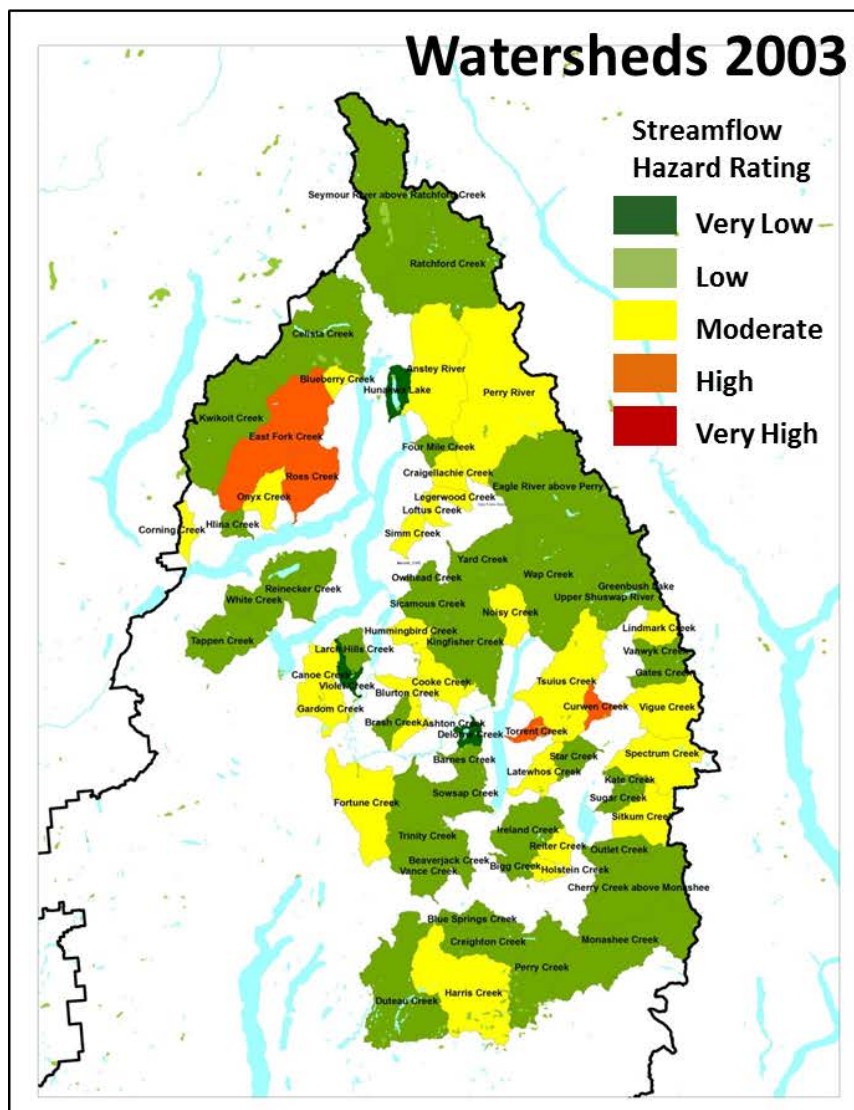 Watersheds 2003
Streamflow
Hazard Rating
Very Low
Low
Moderate
High
Very High
Seymour River above Ratchford Creek
Ratchford Creek
Celista Creek
Anstey River
Blueberry Creek
Hunakwa Lake
Perry River
Kwikoit Creek
East Fork Creek
Four Mile Creek
Ross Creek
Craigellachie Creek
Eagle River above Perry
Onyx Creek
Legerwood Creek
Loftus Creek
Hlina Creek
Corning Creek
Simm Creek
Yard Creek
Owlhead Creek
Wap Creek
Reinecker Creek
Greenbush Lake
White Creek
Upper Shuswap River
Sicamous Creek
Noisy Creek
Hummingbird Creek
Lindmark Creek
Tappen Creek
Kingfisher Creek
Larch Hills Creek
Vanwyk Creek
Canoe Creek
Gates Creek
Violet Creek
Cooke Creek
Tsuius Creek
Blurton Creek
Gardom Creek
Curwen Creek
Vigue Creek
Brash Creek
Ashton Creek
Torrent Creek
Delorme Creek
Spectrum Creek
Barnes Creek
Star Creek
Latewhos Creek
Kate Creek
Fortune Creek
Sowsap Creek
Sugar Creek
Sitkum Creek
Trinity Creek
Ireland Creek
Reiter Creek
Outlet Creek
Beaverjack Creek
Vance Creek
Bigg Creek
Holstein Creek
Cherry Creek above Monashee
Blue Springs Creek
Creighton Creek
Monashee Creek
Perry Creek
Harris Creek
Duteau Creek